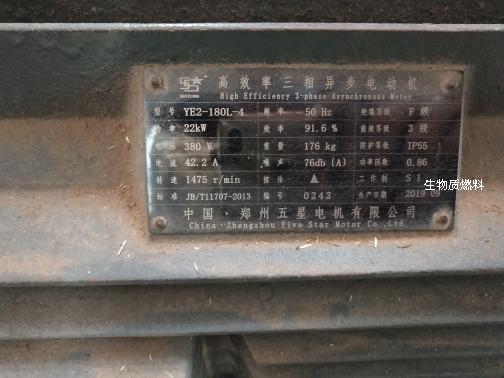 高效率三相异步电动机
High Efficiency 3-phase Asynchronous Motor
型号 YE2-180L-4 频率 50 Hz 绝缘等级 F 级
功率 22kW 效率 91.6 % 能效等级 3 级
电压 380 V 重量 176 kg 防护等级 IP55
电流 42.2 A 噪声 76db (A) 功率因数 0.86
转速 1475 r/min 接法 △ 工作制 S1
标准 JB/T11707-2013 编号 0243 生产日期 2019 09
中国·郑州五星电机有限公司
China·Zhengzhou Five Star Motor Co.,Ltd.
生物质燃料